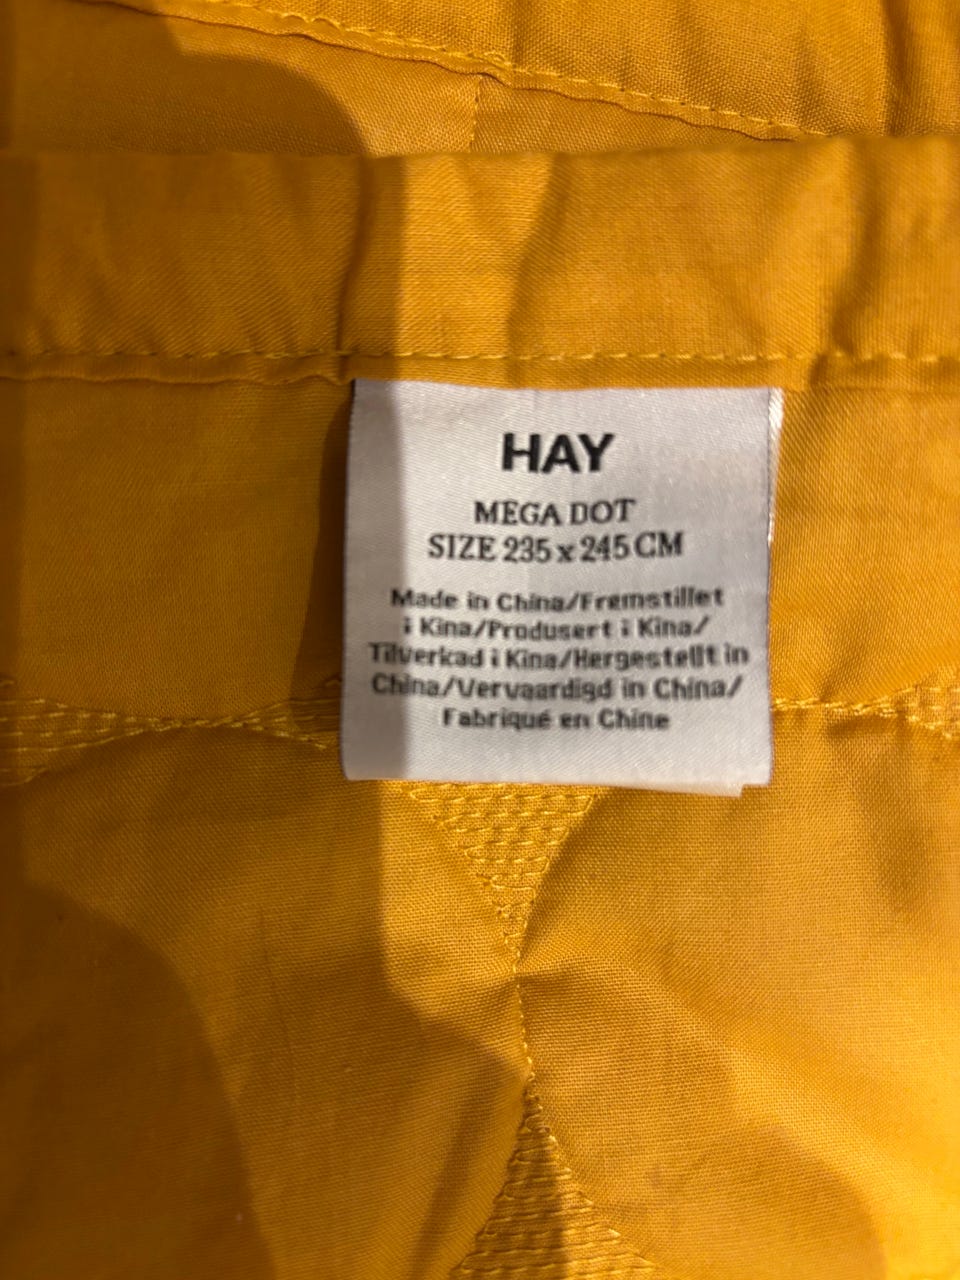 HAY
MEGA DOT
SIZE 235 x 245 CM
Made in China/Fremstillet
i Kina/Produsert i Kina/
Tilverkad i Kina/Hergestellt in
China/Vervaardigd in China/
Fabriqué en Chine